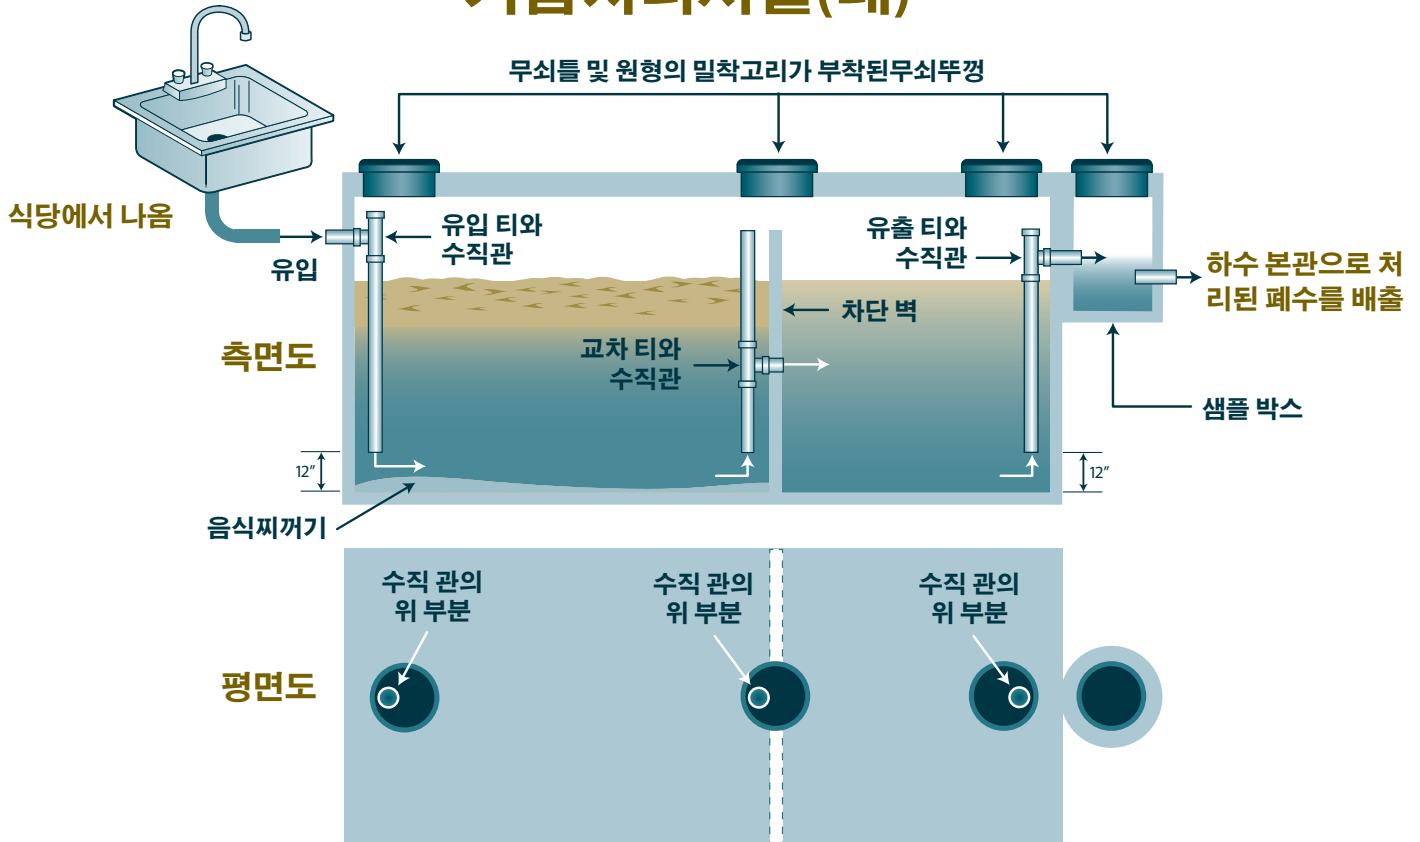 무쇠틀 및 원형의 밀착고리가 부착된무쇠뚜껑
식당에서 나옴
유입
유입 티와
수직관
유출 티와
수직관
하수 본관으로 처
리된 폐수를 배출
차단 벽
측면도
교차 티와
수직관
샘플 박스
12"
12"
음식찌꺼기
수직 관의
위 부분
수직 관의
위 부분
수직 관의
위 부분
평면도